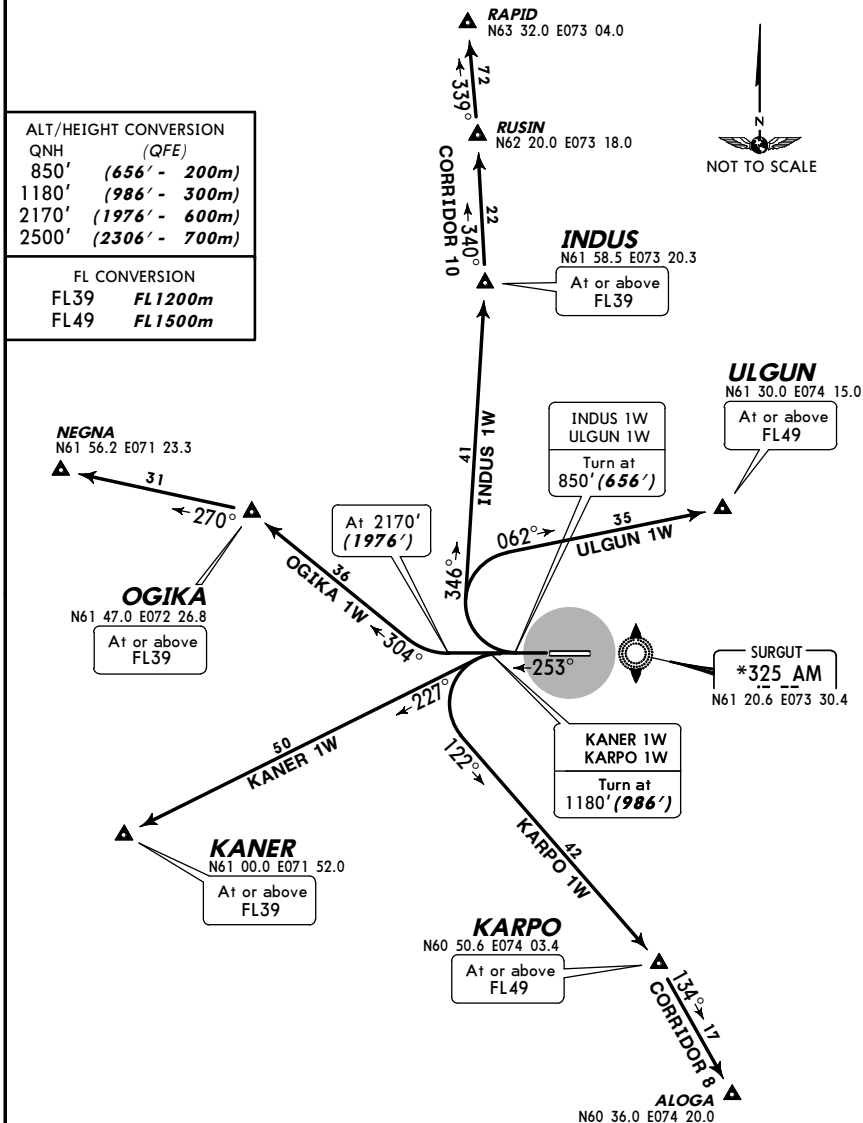 RAPID
N63 32.0 E073 04.0
72
339°
RUSIN
N62 20.0 E073 18.0
N
NOT TO SCALE
ALT/HEIGHT CONVERSION
QNH (QFE)
850' (656' - 200m)
1180' (986' - 300m)
2170' (1976' - 600m)
2500' (2306' - 700m)
FL CONVERSION
FL39 FL1200m
FL49 FL1500m
CORRIDOR 10
22
340°
INDUS
N61 58.5 E073 20.3
At or above
FL39
ULGUN
N61 30.0 E074 15.0
At or above
FL49
INDUS 1W
ULGUN 1W
Turn at
850' (656')
41
INDUS 1W
346°
062°
35
ULGUN 1W
NEGNA
N61 56.2 E071 23.3
31
270°
At 2170'
(1976')
36
OGIKA 1W
304°
OGIKA
N61 47.0 E072 26.8
At or above
FL39
253°
SURGUT
*325 AM
N61 20.6 E073 30.4
227°
50
KANER 1W
KANER 1W
KARPO 1W
Turn at
1180' (986')
122°
42
KARPO 1W
KANER
N61 00.0 E071 52.0
At or above
FL39
KARPO
N60 50.6 E074 03.4
At or above
FL49
134°
17
CORRIDOR 8
ALOGA
N60 36.0 E074 20.0